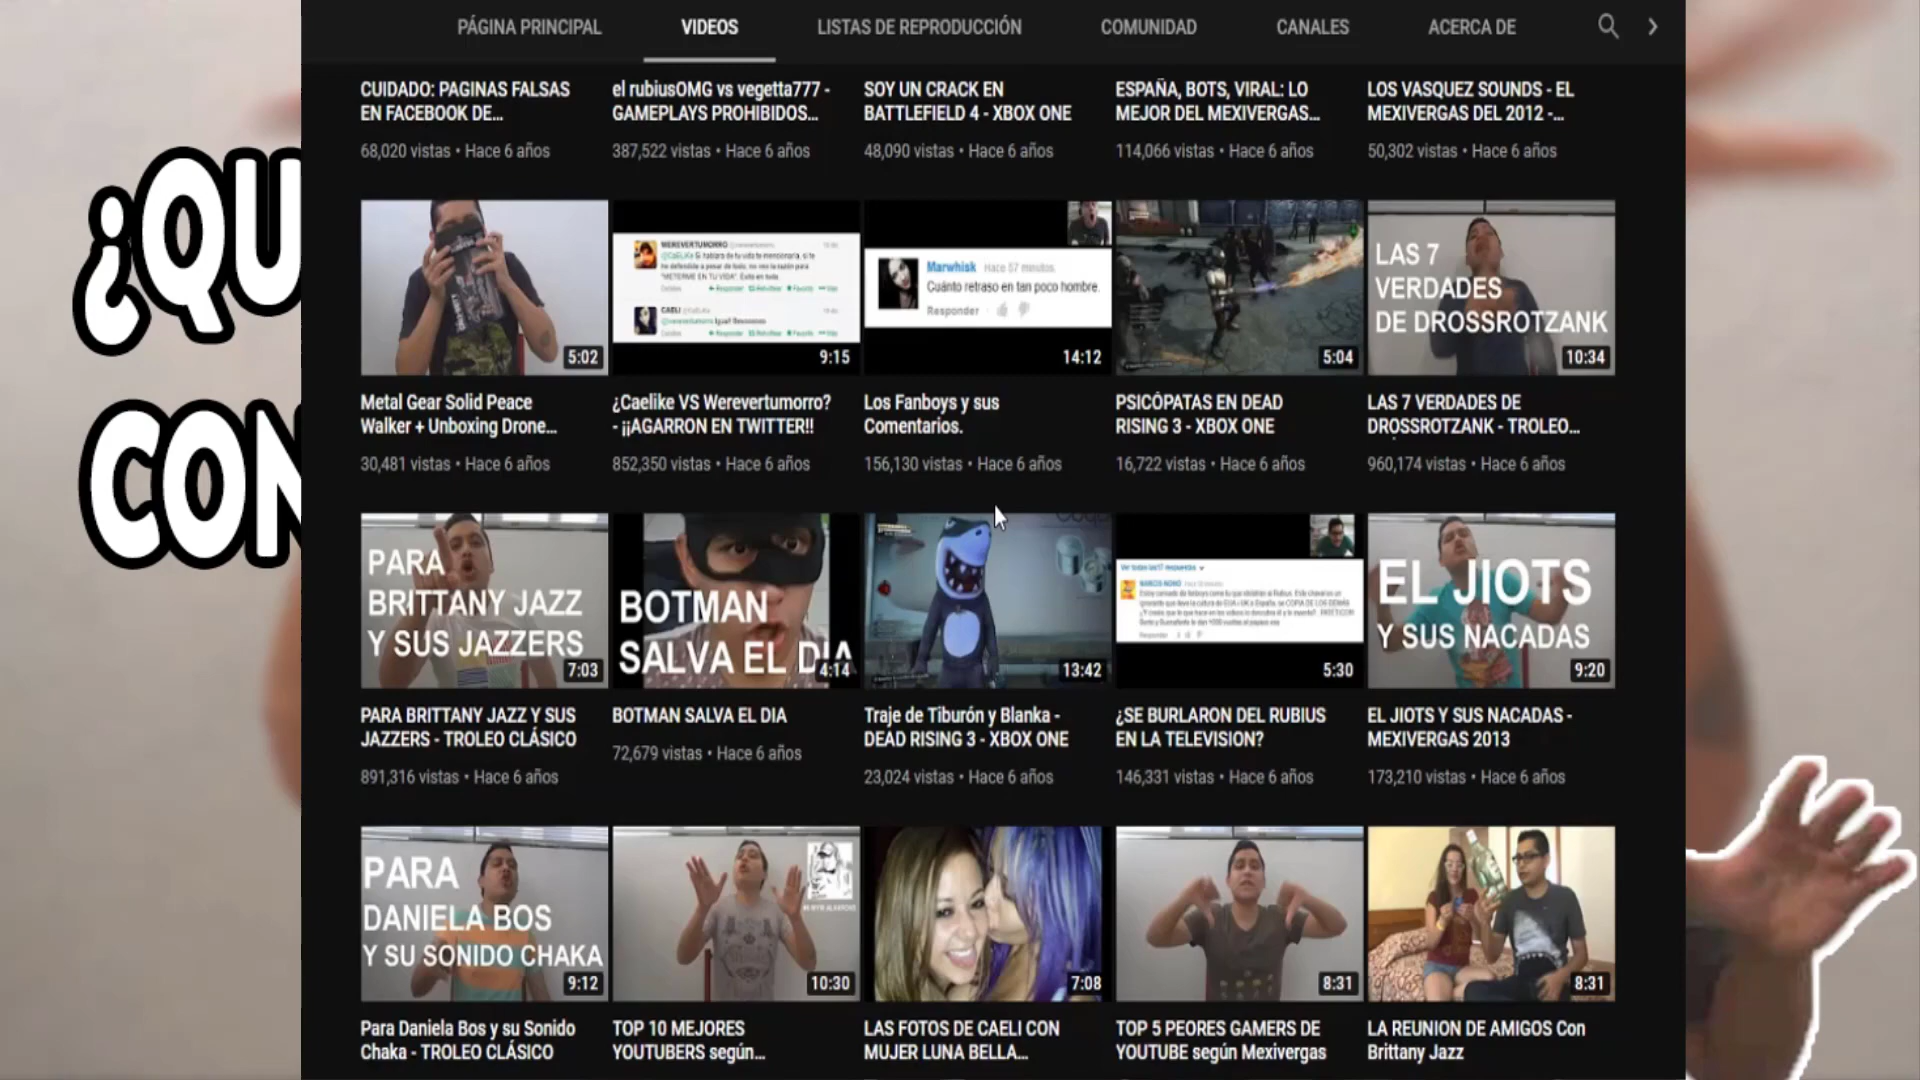 PÁGINA PRINCIPAL
VIDEOS
LISTAS DE REPRODUCCIÓN
COMUNIDAD
CANALES
ACERCA DE
¿QU
CON
CUIDADO: PAGINAS FALSAS
EN FACEBOOK DE...
68,020 vistas • Hace 6 años
el rubiusOMG vs vegetta777 -
GAMEPLAYS PROHIBIDOS...
387,522 vistas • Hace 6 años
SOY UN CRACK EN
BATTLEFIELD 4 - XBOX ONE
48,090 vistas • Hace 6 años
ESPAÑA, BOTS, VIRAL: LO
MEJOR DEL MEXIVERGAS...
114,066 vistas • Hace 6 años
LOS VASQUEZ SOUNDS - EL
MEXIVERGAS DEL 2012 -...
50,302 vistas • Hace 6 años
5:02
Metal Gear Solid Peace
Walker + Unboxing Drone...
30,481 vistas • Hace 6 años
WEREVERTUMORRO
CAELI
9:15
¿Caelike VS Werevertumorro?
- ¡¡AGARRON EN TWITTER!!
852,350 vistas • Hace 6 años
Marwhisk Hace 57 minutos
Cuánto retraso en tan poco hombre.
Responder
14:12
Los Fanboys y sus
Comentarios.
156,130 vistas • Hace 6 años
5:04
PSICÓPATAS EN DEAD
RISING 3 - XBOX ONE
16,722 vistas • Hace 6 años
LAS 7
VERDADES
DE DROSSROTZANK
10:34
LAS 7 VERDADES DE
DROSSROTZANK - TROLEO...
960,174 vistas • Hace 6 años
PARA
BRITTANY JAZZ
Y SUS JAZZERS
7:03
PARA BRITTANY JAZZ Y SUS
JAZZERS - TROLEO CLÁSICO
891,316 vistas • Hace 6 años
BOTMAN
SALVA EL DIA
4:14
BOTMAN SALVA EL DIA
72,679 vistas • Hace 6 años
13:42
Traje de Tiburón y Blanka -
DEAD RISING 3 - XBOX ONE
23,024 vistas • Hace 6 años
Responder
5:30
¿SE BURLARON DEL RUBIUS
EN LA TELEVISION?
146,331 vistas • Hace 6 años
EL JIOTS
Y SUS NACADAS
9:20
EL JIOTS Y SUS NACADAS -
MEXIVERGAS 2013
173,210 vistas • Hace 6 años
PARA
DANIELA BOS
Y SU SONIDO CHAKA
9:12
Para Daniela Bos y su Sonido
Chaka - TROLEO CLÁSICO
10:30
TOP 10 MEJORES
YOUTUBERS según...
7:08
LAS FOTOS DE CAELI CON
MUJER LUNA BELLA...
8:31
TOP 5 PEORES GAMERS DE
YOUTUBE según Mexivergas
8:31
LA REUNION DE AMIGOS Con
Brittany Jazz